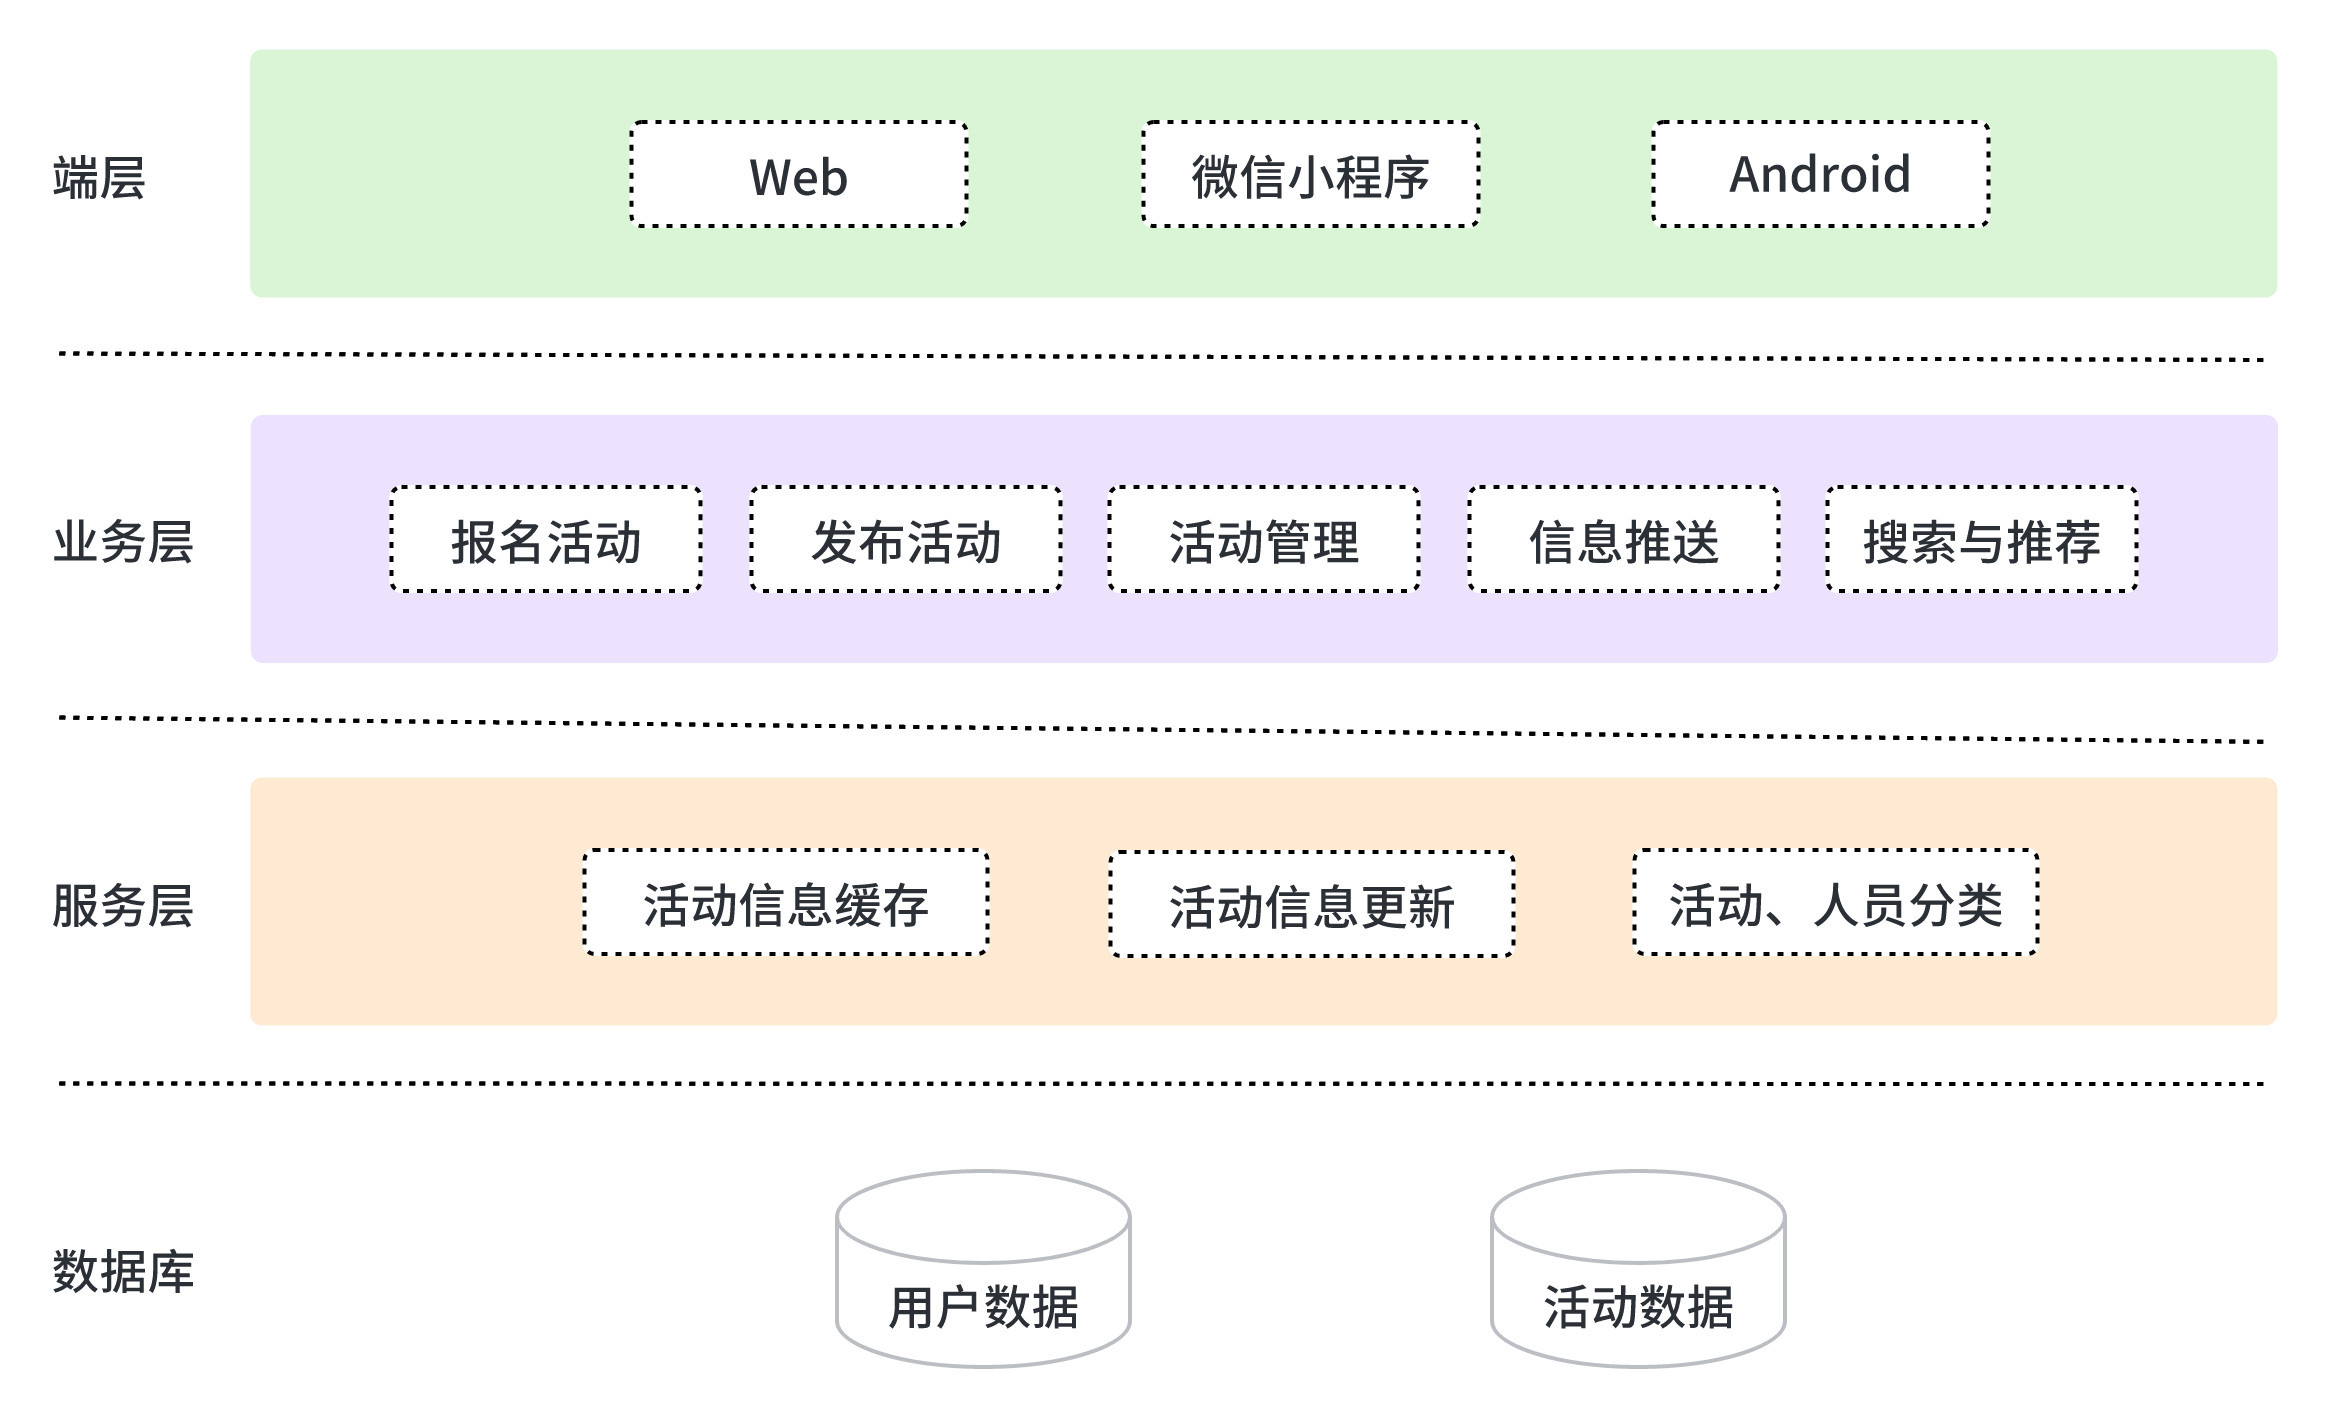 端层
Web
微信小程序
Android
业务层
报名活动
发布活动
活动管理
信息推送
搜索与推荐
服务层
活动信息缓存
活动信息更新
活动、人员分类
数据库
用户数据
活动数据